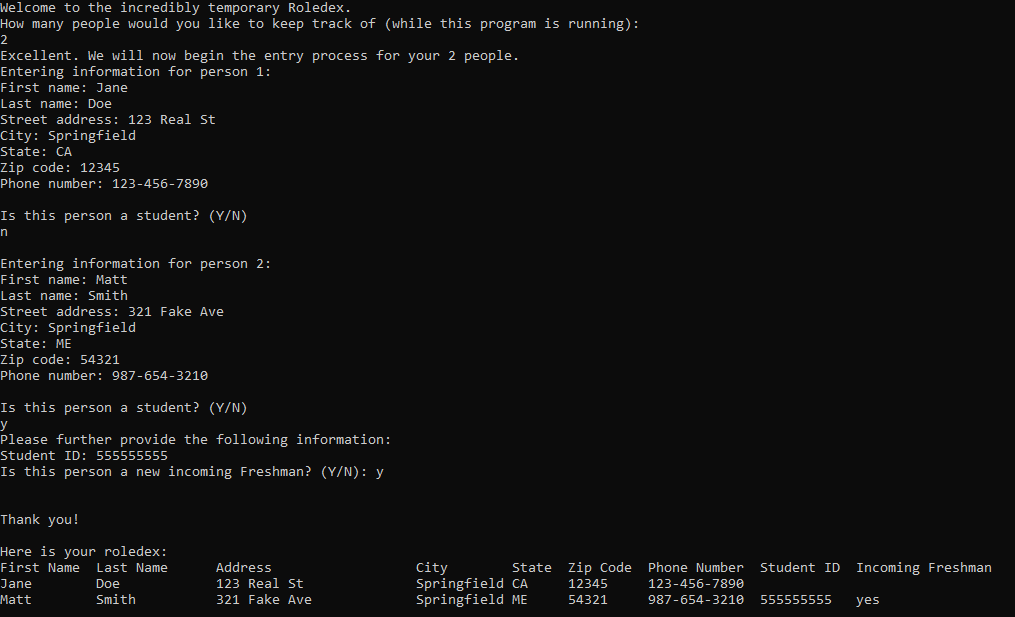 Welcome to the incredibly temporary Roledex.
How many people would you like to keep track of (while this program is running):
2
Excellent. We will now begin the entry process for your 2 people.
Entering information for person 1:
First name: Jane
Last name: Doe
Street address: 123 Real St
City: Springfield
State: CA
Zip code: 12345
Phone number: 123-456-7890

Is this person a student? (Y/N)
n

Entering information for person 2:
First name: Matt
Last name: Smith
Street address: 321 Fake Ave
City: Springfield
State: ME
Zip code: 54321
Phone number: 987-654-3210

Is this person a student? (Y/N)
y
Please further provide the following information:
Student ID: 555555555
Is this person a new incoming Freshman? (Y/N): y


Thank you!

Here is your roledex:
First Name  Last Name      Address                  City        State  Zip Code  Phone Number  Student ID  Incoming Freshman
Jane        Doe            123 Real St              Springfield CA     12345     123-456-7890
Matt        Smith          321 Fake Ave             Springfield ME     54321     987-654-3210  555555555   yes